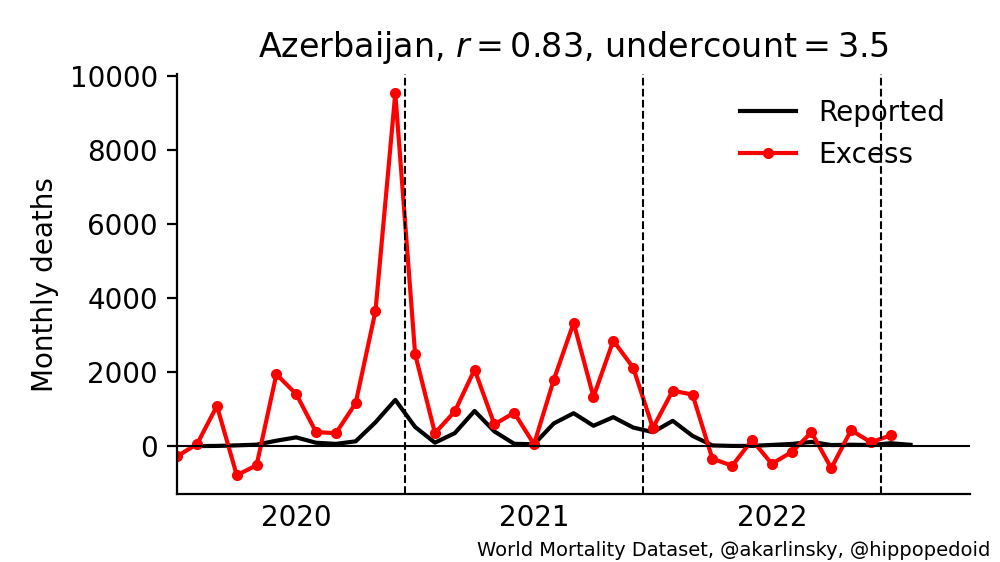 Azerbaijan, r = 0.83, undercount = 3.5
10000
8000
6000
4000
2000
0
Monthly deaths
Reported
Excess
2020 2021 2022
World Mortality Dataset, @akarlinsky, @hippopedoid